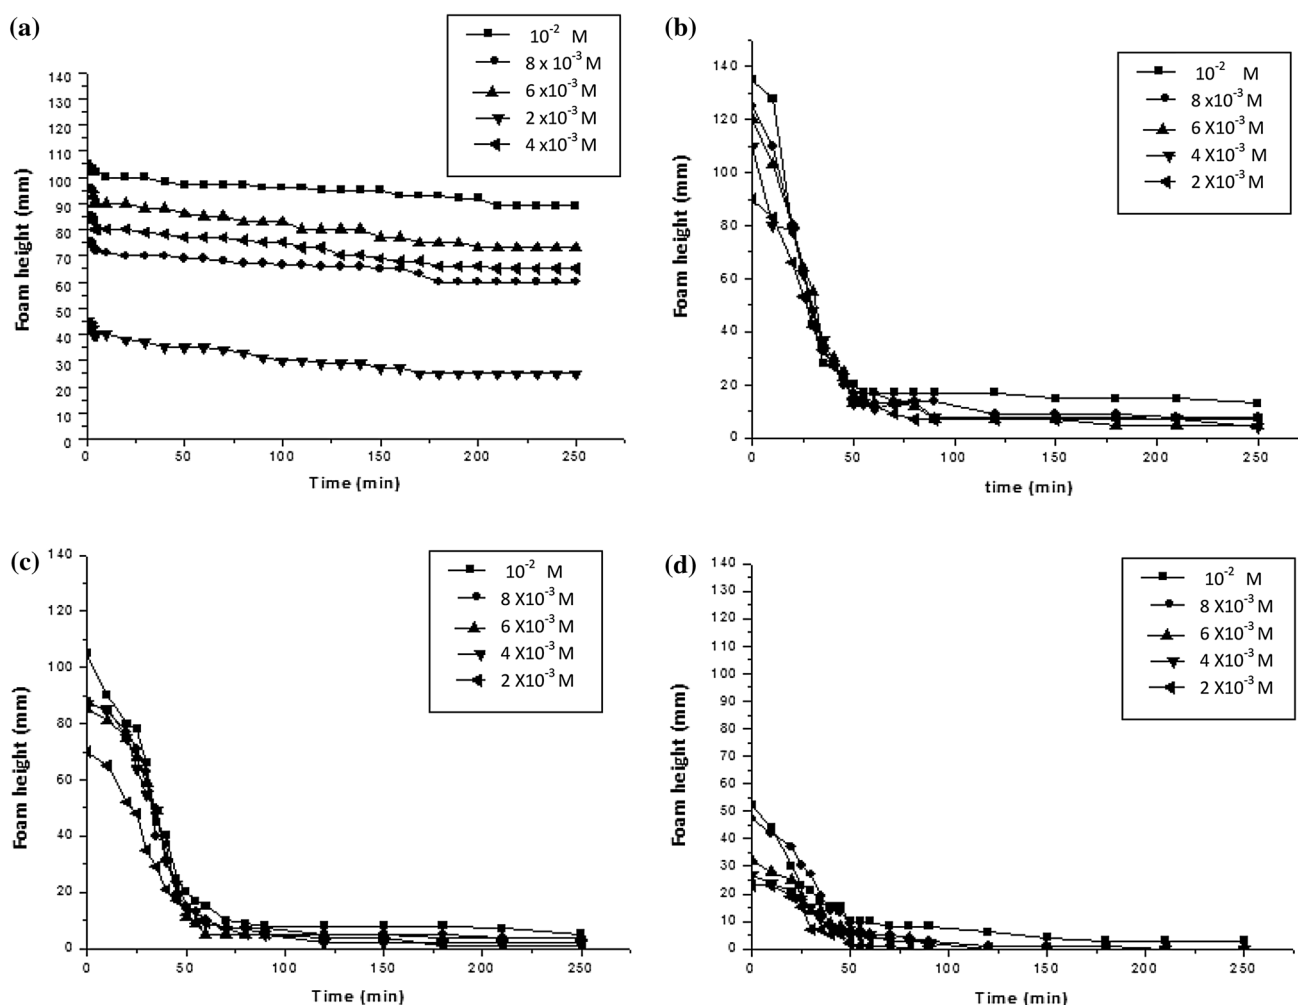 (a)
10⁻² M
8 x 10⁻³ M
6 x10⁻³ M
2 x10⁻³ M
4 x10⁻³ M
140
130
120
110
100
90
80
70
60
50
40
30
20
10
0
Foam height (mm)
0 50 100 150 200 250
Time (min)
(b)
10⁻² M
8 x10⁻³ M
6 X10⁻³ M
4 X10⁻³ M
2 X10⁻³ M
140
120
100
80
60
40
20
0
Foam height (mm)
0 50 100 150 200 250
time (min)
(c)
10⁻² M
8 X10⁻³ M
6 X10⁻³ M
4 X10⁻³ M
2 X10⁻³ M
140
120
100
80
60
40
20
0
Foam height (mm)
0 50 100 150 200 250
Time (min)
(d)
10⁻² M
8 X10⁻³ M
6 X10⁻³ M
4 X10⁻³ M
2 X10⁻³ M
140
130
120
110
100
90
80
70
60
50
40
30
20
10
0
Foam height (mm)
0 50 100 150 200 250
time (min)